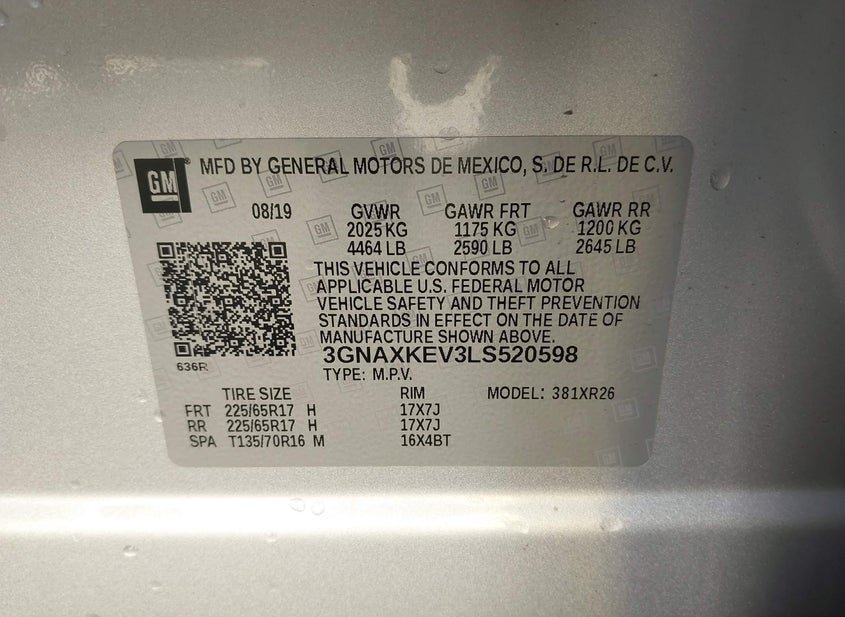 GM MFD BY GENERAL MOTORS DE MEXICO, S. DE R.L. DE C.V.
08/19 GVWR GAWR FRT GAWR RR
2025 KG 1175 KG 1200 KG
4464 LB 2590 LB 2645 LB
THIS VEHICLE CONFORMS TO ALL
APPLICABLE U.S. FEDERAL MOTOR
VEHICLE SAFETY AND THEFT PREVENTION
STANDARDS IN EFFECT ON THE DATE OF
MANUFACTURE SHOWN ABOVE.
3GNAXKEV3LS520598
636R
TYPE: M.P.V.
TIRE SIZE RIM MODEL: 381XR26
FRT 225/65R17 H 17X7J
RR 225/65R17 H 17X7J
SPA T135/70R16 M 16X4BT